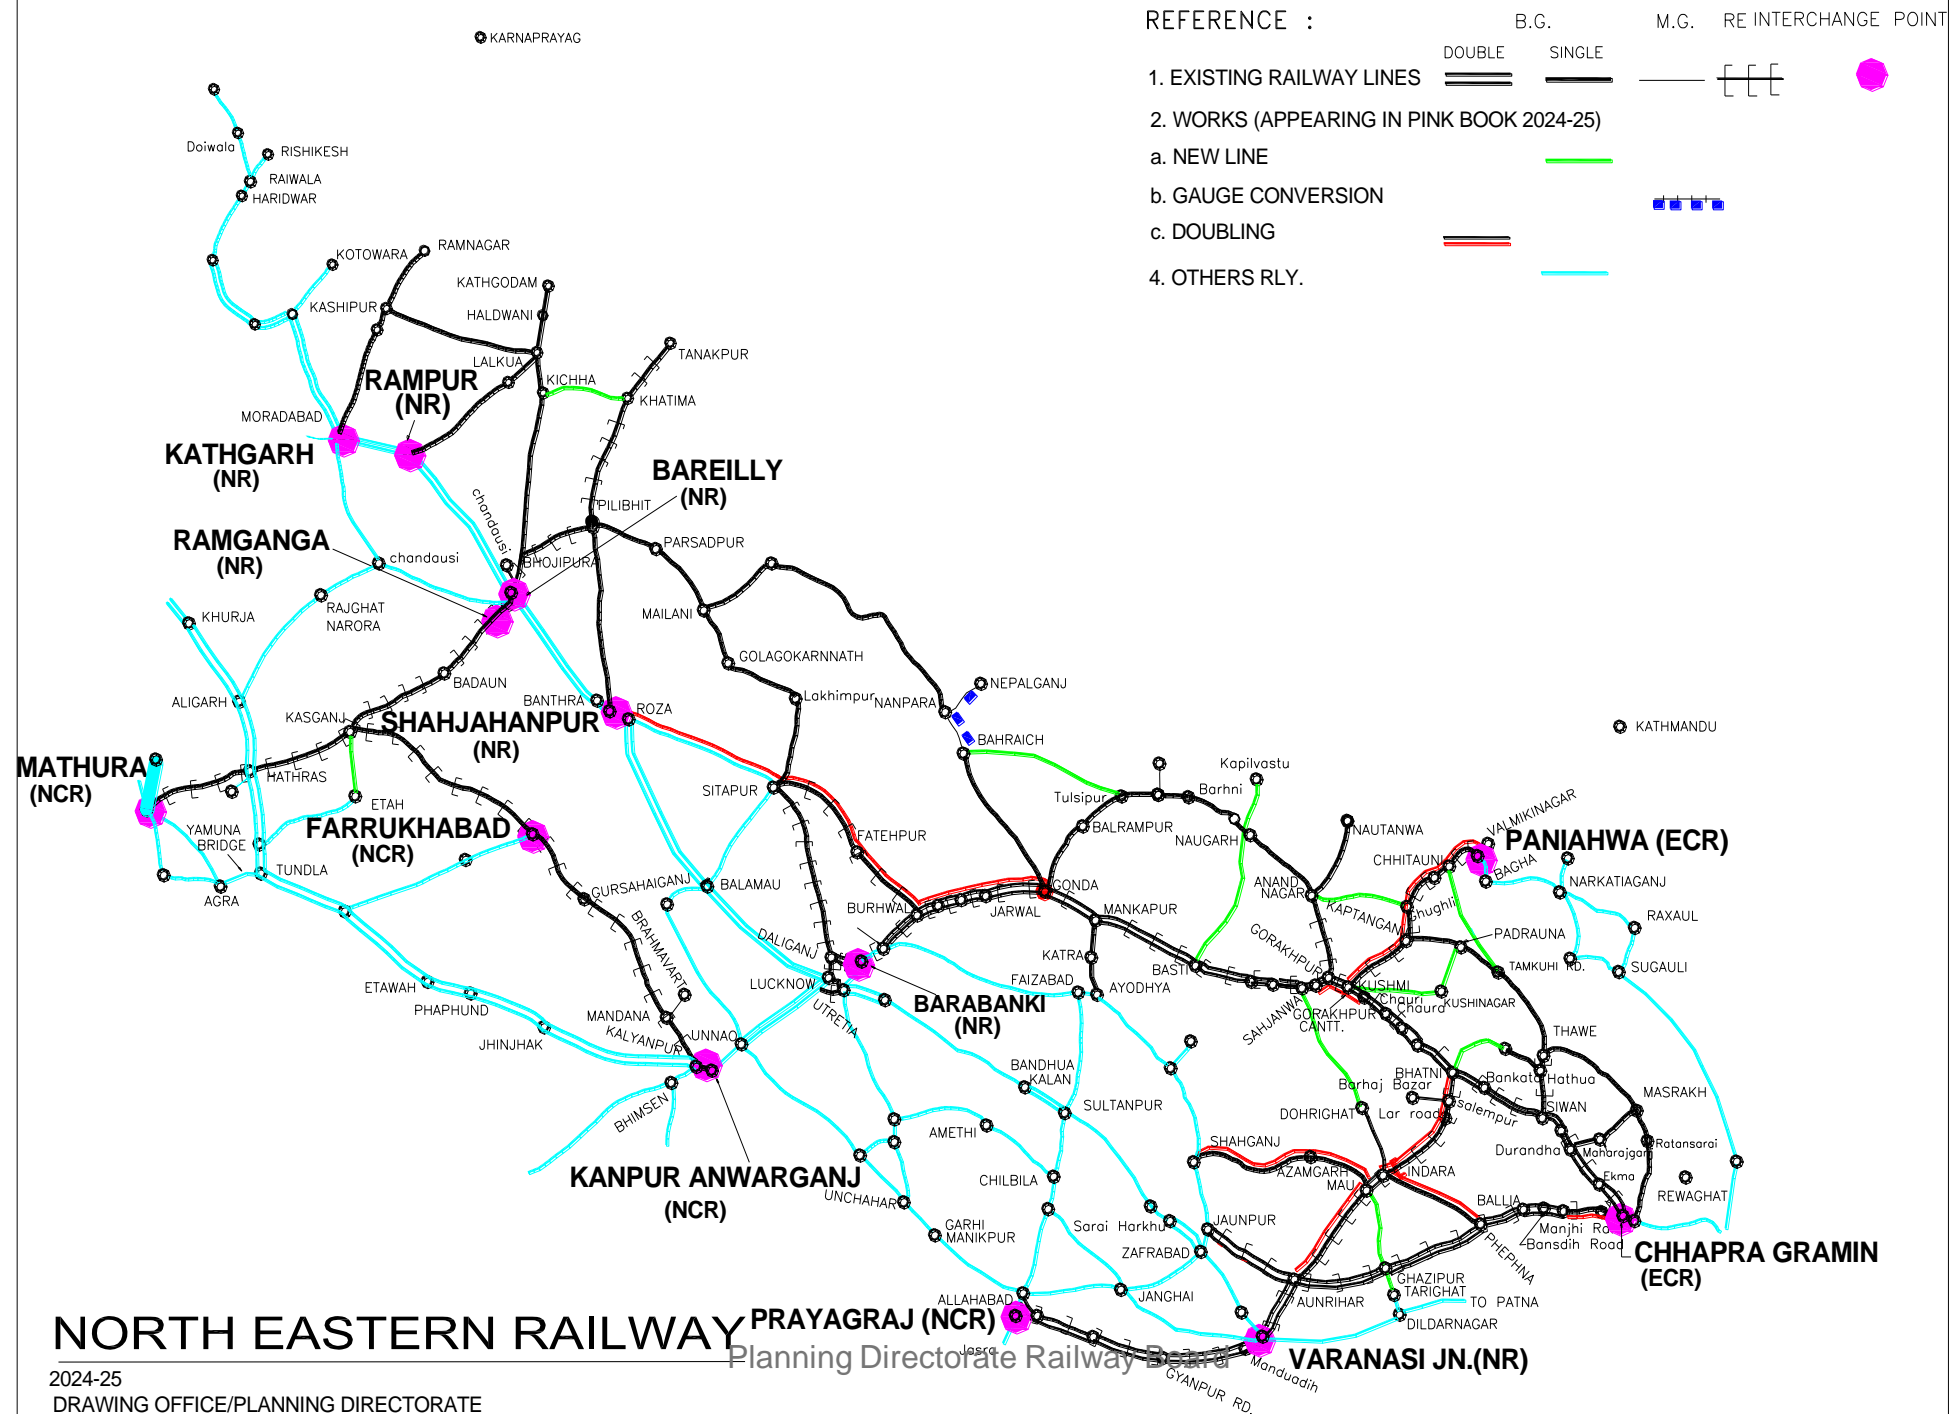 REFERENCE :
B.G.
M.G.
RE
INTERCHANGE POINT
DOUBLE
SINGLE
1. EXISTING RAILWAY LINES
2. WORKS (APPEARING IN PINK BOOK 2024-25)
a. NEW LINE
b. GAUGE CONVERSION
c. DOUBLING
4. OTHERS RLY.
KARNAPRAYAG
Doiwala
RISHIKESH
RAIWALA
HARIDWAR
KOTOWARA
RAMNAGAR
KASHIPUR
KATHGODAM
HALDWANI
LALKUA
TANAKPUR
KICHHA
KHATIMA
RAMPUR
(NR)
MORADABAD
KATHGARH
(NR)
BAREILLY
(NR)
chandausi
PILIBHIT
RAMGANGA
(NR)
chandausi
BHOJIPURA
PARSADPUR
KHURJA
RAJGHAT
NARORA
MAILANI
GOLAGOKARNNATH
BADAUN
ALIGARH
BANTHRA
ROZA
Lakhimpur
NANPARA
NEPALGANJ
KASGANJ
SHAHJAHANPUR
(NR)
BAHRAICH
KATHMANDU
MATHURA
(NCR)
HATHRAS
SITAPUR
Kapilvastu
Tulsipur
Barhni
ETAH
FARRUKHABAD
(NCR)
YAMUNA
BRIDGE
FATEHPUR
BALRAMPUR
NAUGARH
NAUTANWA
VALMIKINAGAR
PANIAHWA (ECR)
CHHITAUNI
BAGHA
TUNDLA
AGRA
GURSAHAIGANJ
BALAMAU
GONDA
ANAND
NAGAR
NARKATIAGANJ
BRAHMAVART
BURHWAL
JARWAL
MANKAPUR
KAPTANGANJ
Ghughli
RAXAUL
DALIGANJ
GORAKHPUR
PADRAUNA
KATRA
BASTI
TAMKUHI RD.
SUGAULI
ETAWAH
PHAPHUND
LUCKNOW
FAIZABAD
AYODHYA
KUSHMI
KUSHINAGAR
BARABANKI
(NR)
SAHJANWA
Chauri
Chaura
GORAKHPUR
CANTT.
UTRETIA
MANDANA
KALYANPUR
UNNAO
JHINJHAK
THAWE
BANDHUA
KALAN
BHATNI
Bankata
Hathua
Barhaj Bazar
MASRAKH
BHIMSEN
SULTANPUR
DOHRIGHAT
Lar road
salempur
SIWAN
AMETHI
SHAHGANJ
Durandha
Maharajganj
Ratansarai
KANPUR ANWARGANJ
(NCR)
AZAMGARH
MAU
INDARA
CHILBILA
Ekma
REWAGHAT
UNCHAHAR
BALLIA
GARHI
MANIKPUR
Sarai Harkhu
JAUNPUR
ZAFRABAD
Bansdih Road
PHEPHNA
CHHAPRA GRAMIN
(ECR)
GHAZIPUR
TARIGHAT
ALLAHABAD
JANGHAI
AUNRIHAR
TO PATNA
DILDARNAGAR
PRAYAGRAJ (NCR)
NORTH EASTERN RAILWAY
Jasra
Planning Directorate Railway Board
Manduadih
VARANASI JN.(NR)
GYANPUR RD.
2024-25
DRAWING OFFICE/PLANNING DIRECTORATE